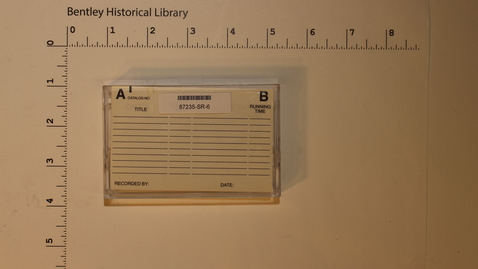 Bentley Historical Library
0 1 2 3 4 5 6 7 8
0
1
2
3
4
5
A B
CATALOG NO.
87235-SR-6
TITLE RUNNING
TIME
RECORDED BY: DATE: